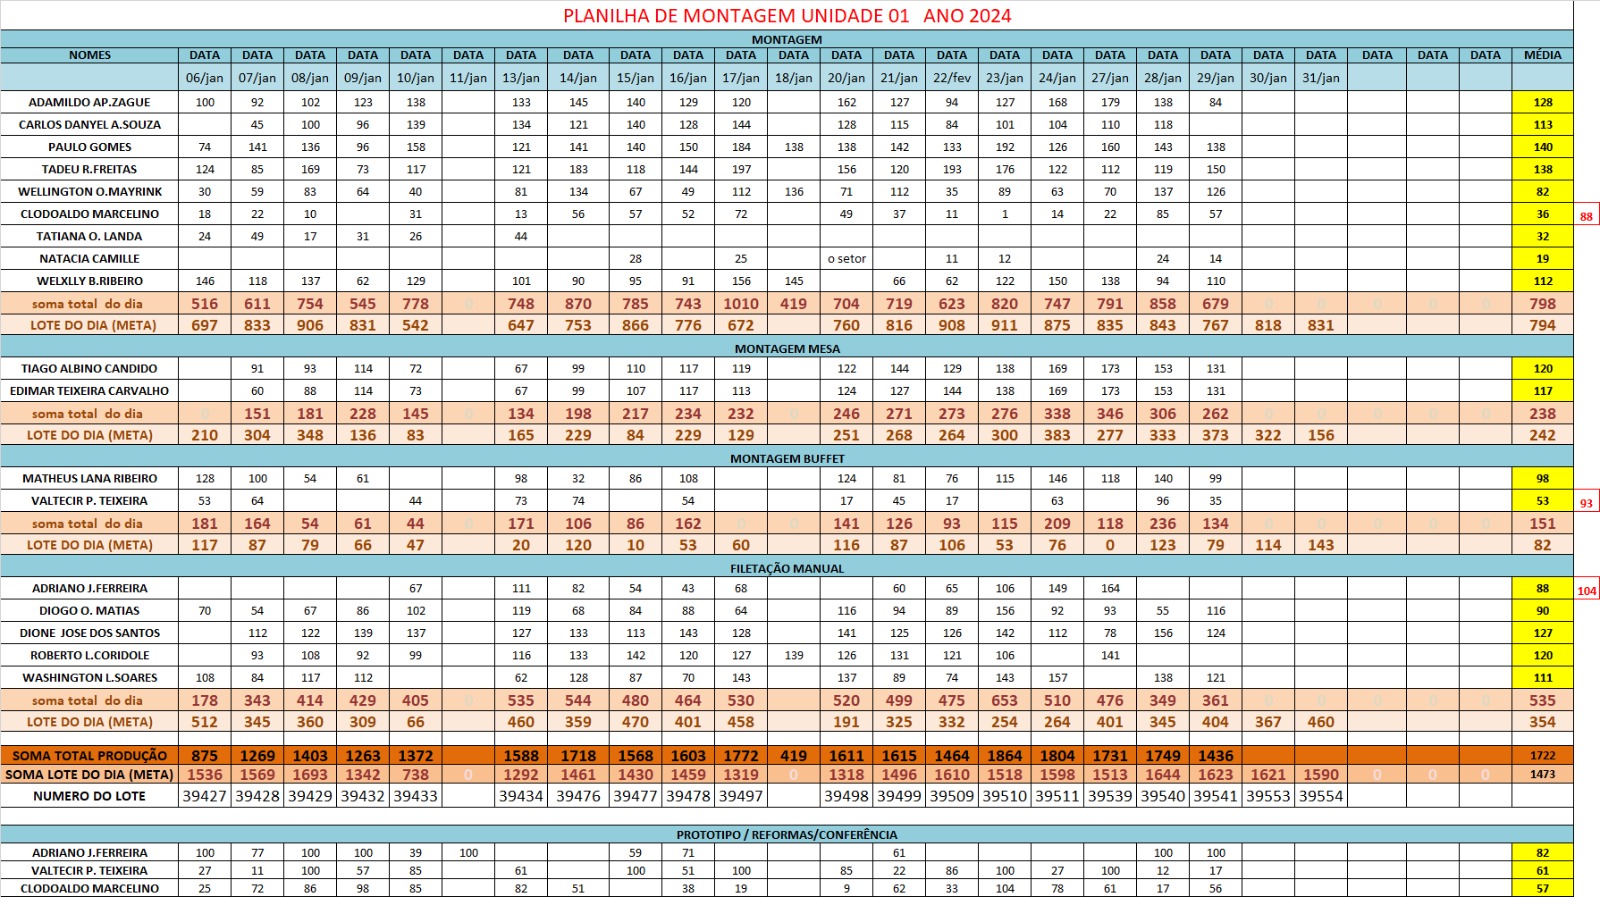 PLANILHA DE MONTAGEM UNIDADE 01 ANO 2024
MONTAGEM
NOMES DATA DATA DATA DATA DATA DATA DATA DATA DATA DATA DATA DATA DATA DATA DATA DATA DATA DATA DATA DATA DATA DATA DATA DATA DATA MÉDIA
06/jan 07/jan 08/jan 09/jan 10/jan 11/jan 13/jan 14/jan 15/jan 16/jan 17/jan 18/jan 20/jan 21/jan 22/fev 23/jan 24/jan 27/jan 28/jan 29/jan 30/jan 31/jan
ADAMILDO AP.ZAGUE 100 92 102 123 138 133 145 140 129 120 162 127 94 127 168 179 138 84 128
CARLOS DANYEL A.SOUZA 45 100 96 139 134 121 140 128 144 128 115 84 101 104 110 118 113
PAULO GOMES 74 141 136 96 158 121 141 140 150 184 138 138 142 133 192 126 160 143 138 140
TADEU R.FREITAS 124 85 169 73 117 121 183 118 144 197 156 120 193 176 122 112 119 150 138
WELLINGTON O.MAYRINK 30 59 83 64 40 81 134 67 49 112 136 71 112 35 89 63 70 137 126 82
CLODOALDO MARCELINO 18 22 10 31 13 56 57 52 72 49 37 11 1 14 22 85 57 36 88
TATIANA O. LANDA 24 49 17 31 26 44 32
NATACIA CAMILLE 28 25 o setor 11 12 24 14 19
WELXLLY B.RIBEIRO 146 118 137 62 129 101 90 95 91 156 145 66 62 122 150 138 94 110 112
soma total do dia 516 611 754 545 778 0 748 870 785 743 1010 419 704 719 623 820 747 791 858 679 0 0 0 0 0 798
LOTE DO DIA (META) 697 833 906 831 542 647 753 866 776 672 760 816 908 911 875 835 843 767 818 831 794
MONTAGEM MESA
TIAGO ALBINO CANDIDO 91 93 114 72 67 99 110 117 119 122 144 129 138 169 173 153 131 120
EDIMAR TEIXEIRA CARVALHO 60 88 114 73 67 99 107 117 113 124 127 144 138 169 173 153 131 117
soma total do dia 0 151 181 228 145 0 134 198 217 234 232 0 246 271 273 276 338 346 306 262 0 0 0 0 0 238
LOTE DO DIA (META) 210 304 348 136 83 165 229 84 229 129 251 268 264 300 383 277 333 373 322 156 242
MONTAGEM BUFFET
MATHEUS LANA RIBEIRO 128 100 54 61 98 32 86 108 124 81 76 115 146 118 140 99 98
VALTECIR P. TEIXEIRA 53 64 44 73 74 54 17 45 17 63 96 35 53 93
soma total do dia 181 164 54 61 44 0 171 106 86 162 0 0 141 126 93 115 209 118 236 134 0 0 0 0 0 151
LOTE DO DIA (META) 117 87 79 66 47 20 120 10 53 60 116 87 106 53 76 0 123 79 114 143 82
FILETAÇÃO MANUAL
ADRIANO J.FERREIRA 67 111 82 54 43 68 60 65 106 149 164 88 104
DIOGO O. MATIAS 70 54 67 86 102 119 68 84 88 64 116 94 89 156 92 93 55 116 90
DIONE JOSE DOS SANTOS 112 122 139 137 127 133 113 143 128 141 125 126 142 112 78 156 124 127
ROBERTO L.CORIDOLE 93 108 92 99 116 133 142 120 127 139 126 131 121 106 141 120
WASHINGTON L.SOARES 108 84 117 112 62 128 87 70 143 137 89 74 143 157 138 121 111
soma total do dia 178 343 414 429 405 0 535 544 480 464 530 520 499 475 653 510 476 349 361 0 0 0 0 0 535
LOTE DO DIA (META) 512 345 360 309 66 460 359 470 401 458 191 325 332 254 264 401 345 404 367 460 354
SOMA TOTAL PRODUÇÃO 875 1269 1403 1263 1372 1588 1718 1568 1603 1772 419 1611 1615 1464 1864 1804 1731 1749 1436 1722
SOMA LOTE DO DIA (META) 1536 1569 1693 1342 738 0 1292 1461 1430 1459 1319 0 1318 1496 1610 1518 1598 1513 1644 1623 1621 1590 0 0 0 1473
NUMERO DO LOTE 39427 39428 39429 39432 39433 39434 39476 39477 39478 39497 39498 39499 39509 39510 39511 39539 39540 39541 39553 39554
PROTOTIPO / REFORMAS/CONFERÊNCIA
ADRIANO J.FERREIRA 100 77 100 100 39 100 59 71 61 100 100 82
VALTECIR P. TEIXEIRA 27 11 100 57 85 61 100 51 100 85 22 86 100 27 100 12 17 61
CLODOALDO MARCELINO 25 72 86 98 85 82 51 38 19 9 62 33 104 78 61 17 56 57